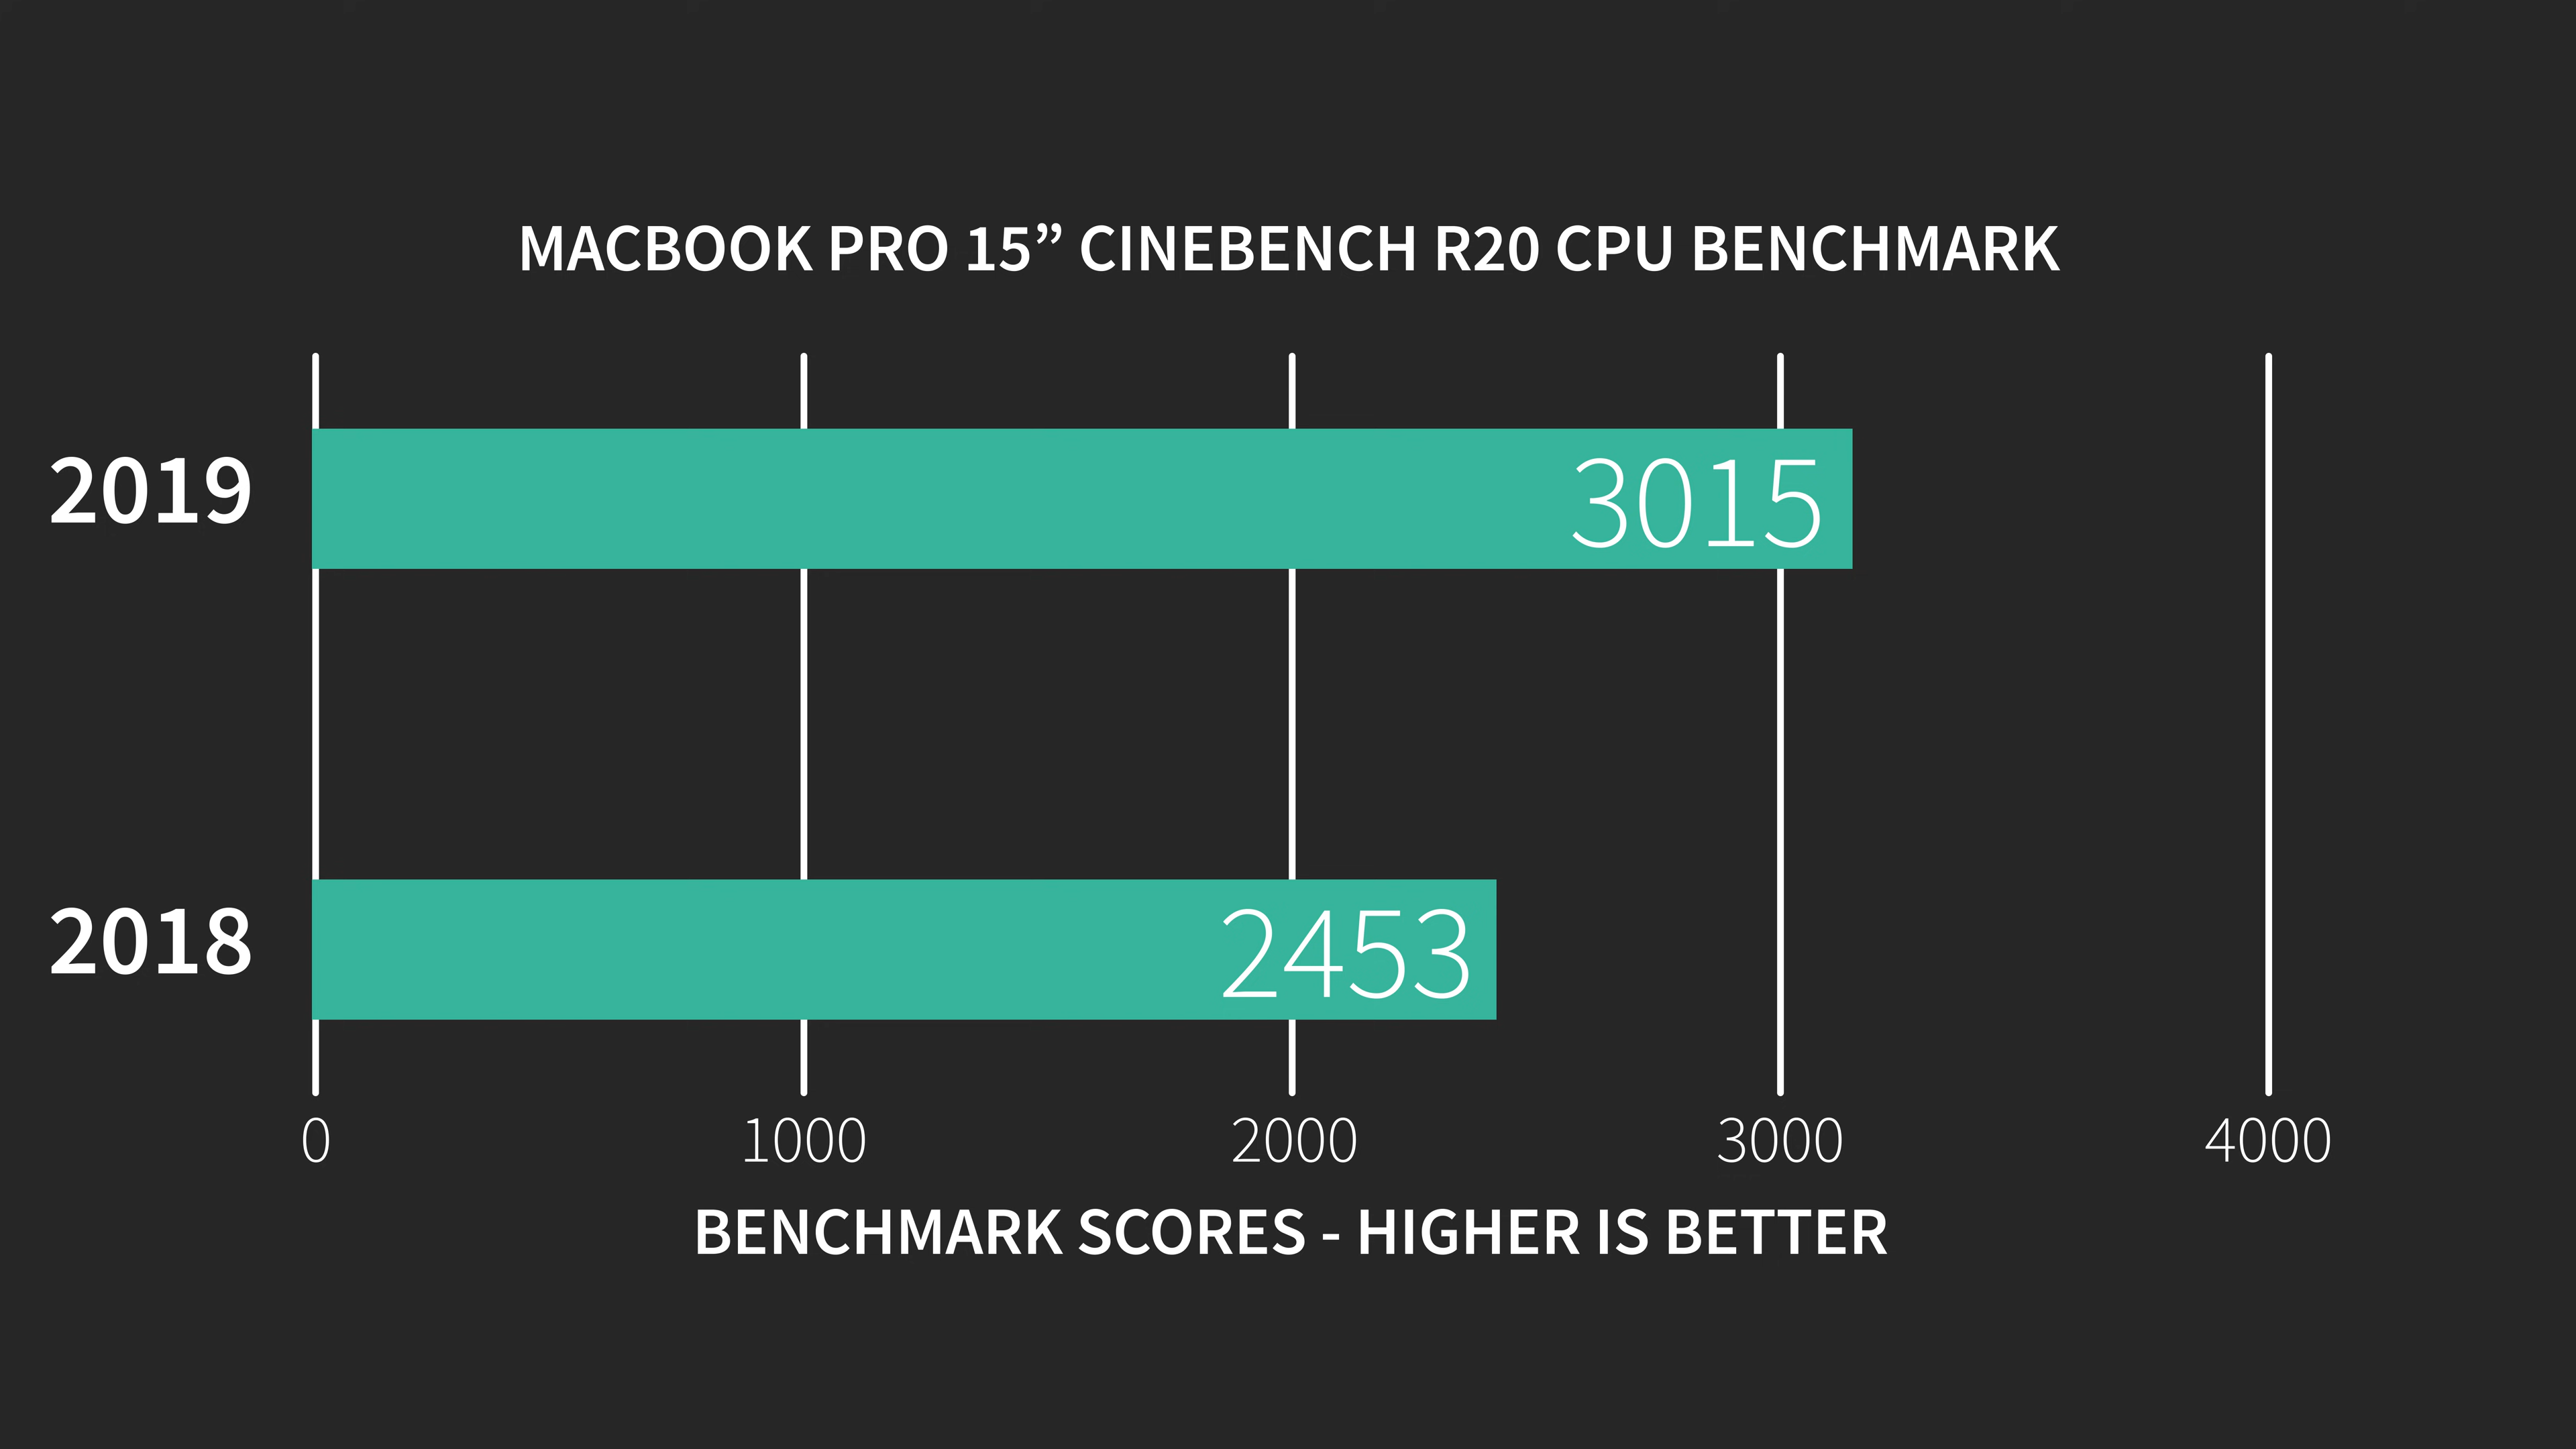 MACBOOK PRO 15” CINEBENCH R20 CPU BENCHMARK
2019 3015
2018 2453
0 1000 2000 3000 4000
BENCHMARK SCORES - HIGHER IS BETTER